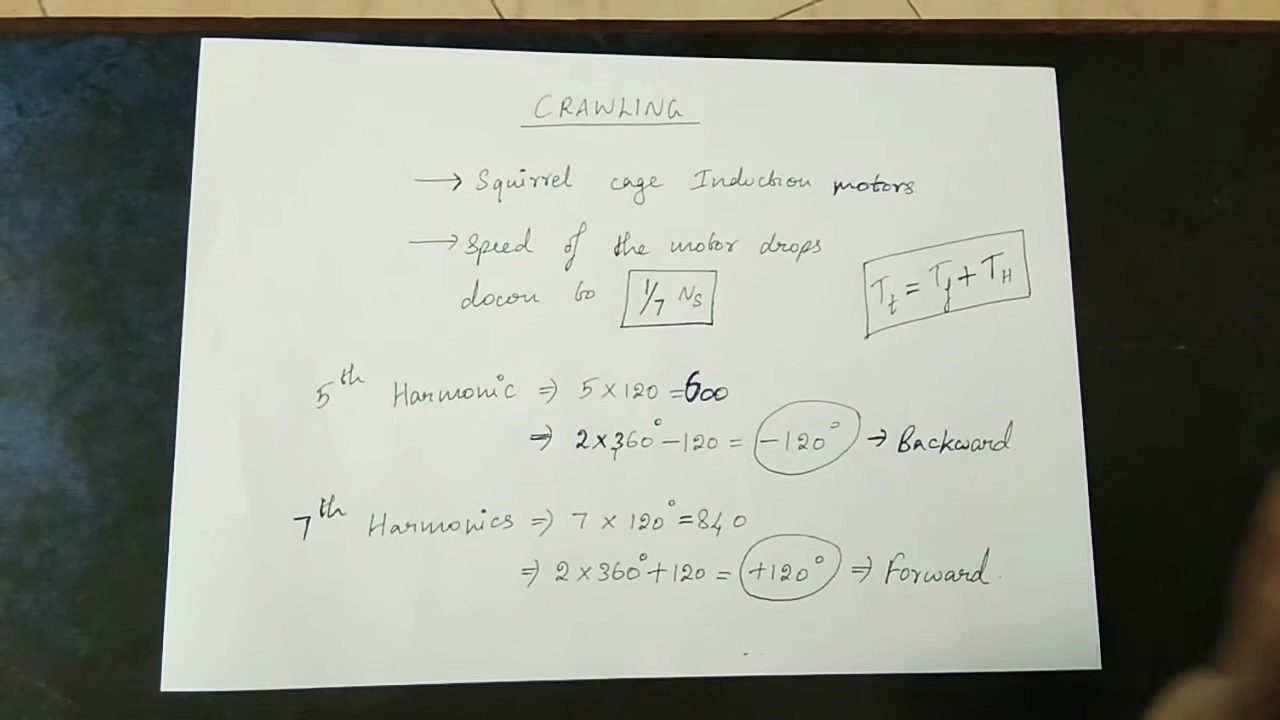 CRAWLING
→ Squirrel cage Induction motors
→ Speed of the motor drops
down to 1/7 Ns
Tt = Tf + TH
5th Harmonic ⇒ 5 × 120 = 600
⇒ 2 × 360° − 120 = −120° → Backward
7th Harmonics ⇒ 7 × 120° = 840
⇒ 2 × 360° + 120 = +120° ⇒ Forward